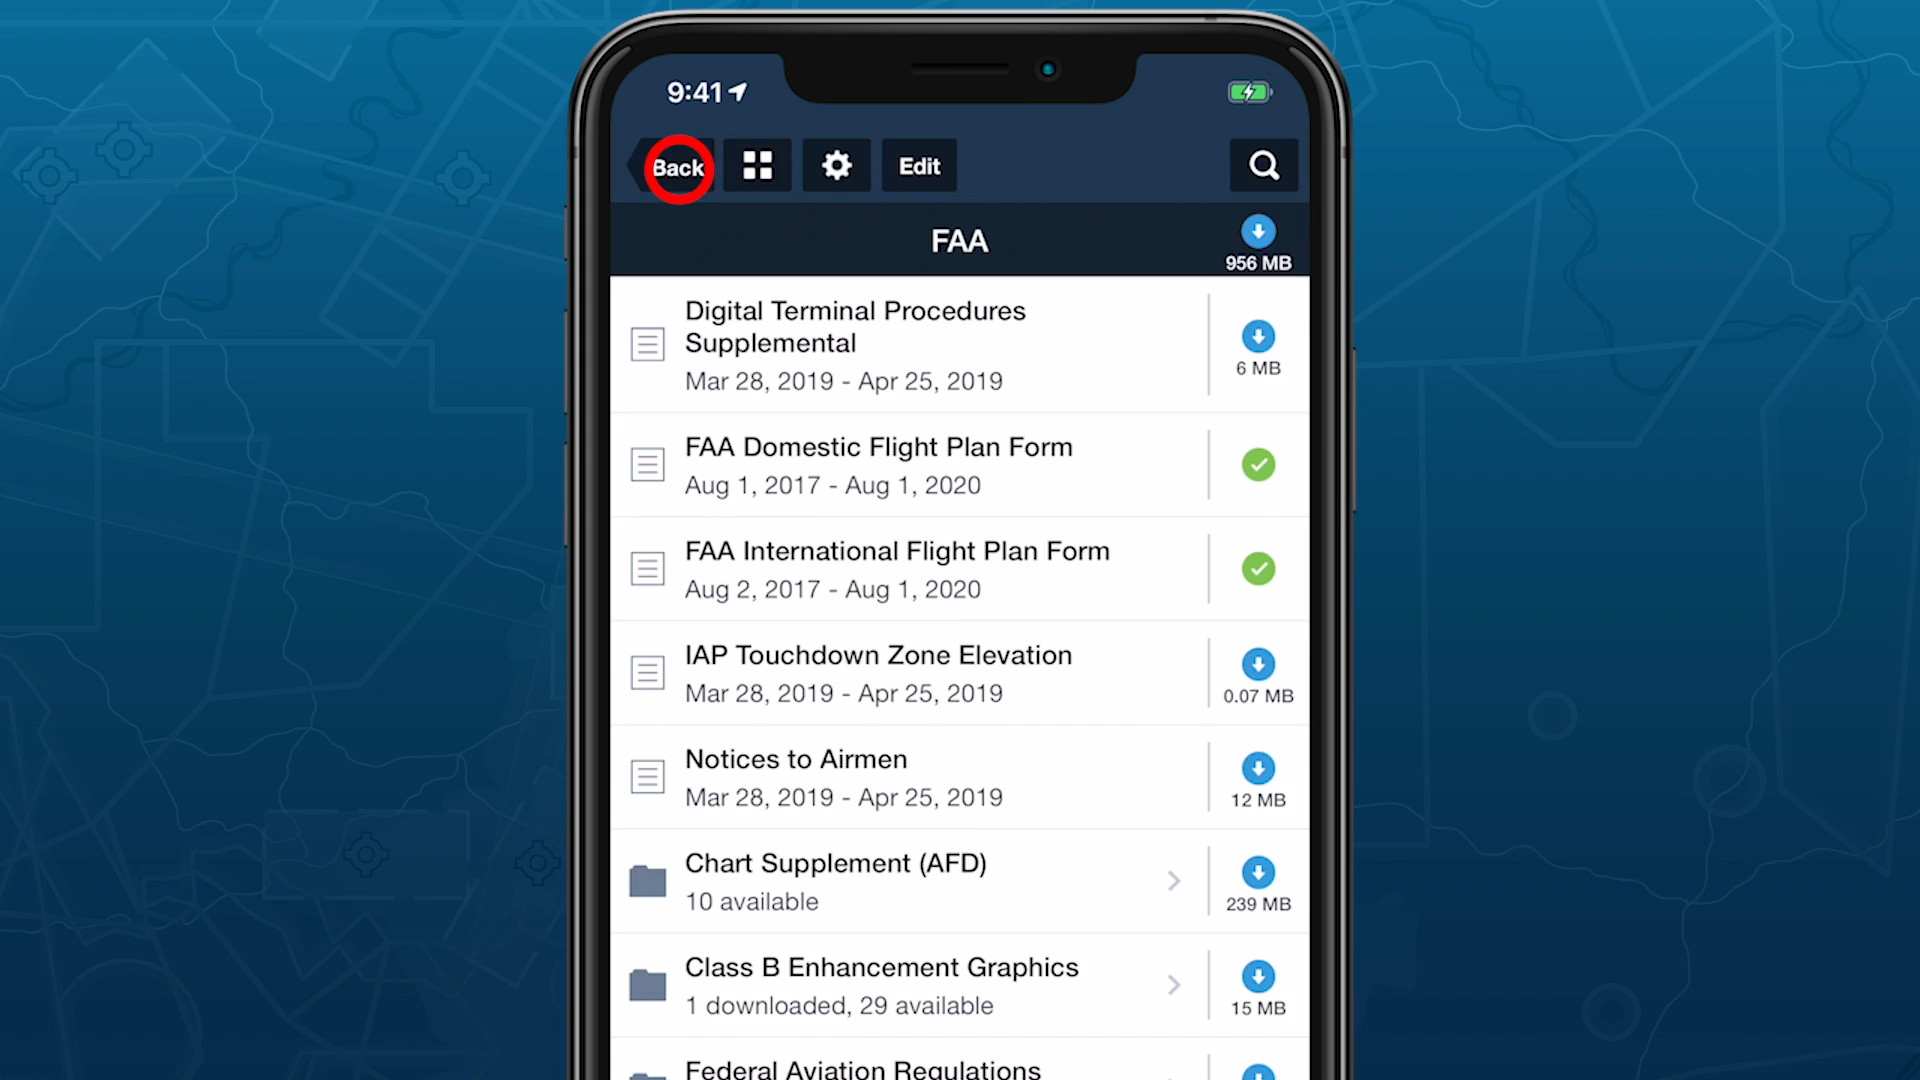 9:41
Back
Edit
FAA
956 MB
Digital Terminal Procedures
Supplemental
Mar 28, 2019 - Apr 25, 2019
6 MB
FAA Domestic Flight Plan Form
Aug 1, 2017 - Aug 1, 2020
FAA International Flight Plan Form
Aug 2, 2017 - Aug 1, 2020
IAP Touchdown Zone Elevation
Mar 28, 2019 - Apr 25, 2019
0.07 MB
Notices to Airmen
Mar 28, 2019 - Apr 25, 2019
12 MB
Chart Supplement (AFD)
10 available
239 MB
Class B Enhancement Graphics
1 downloaded, 29 available
15 MB
Federal Aviation Regulations